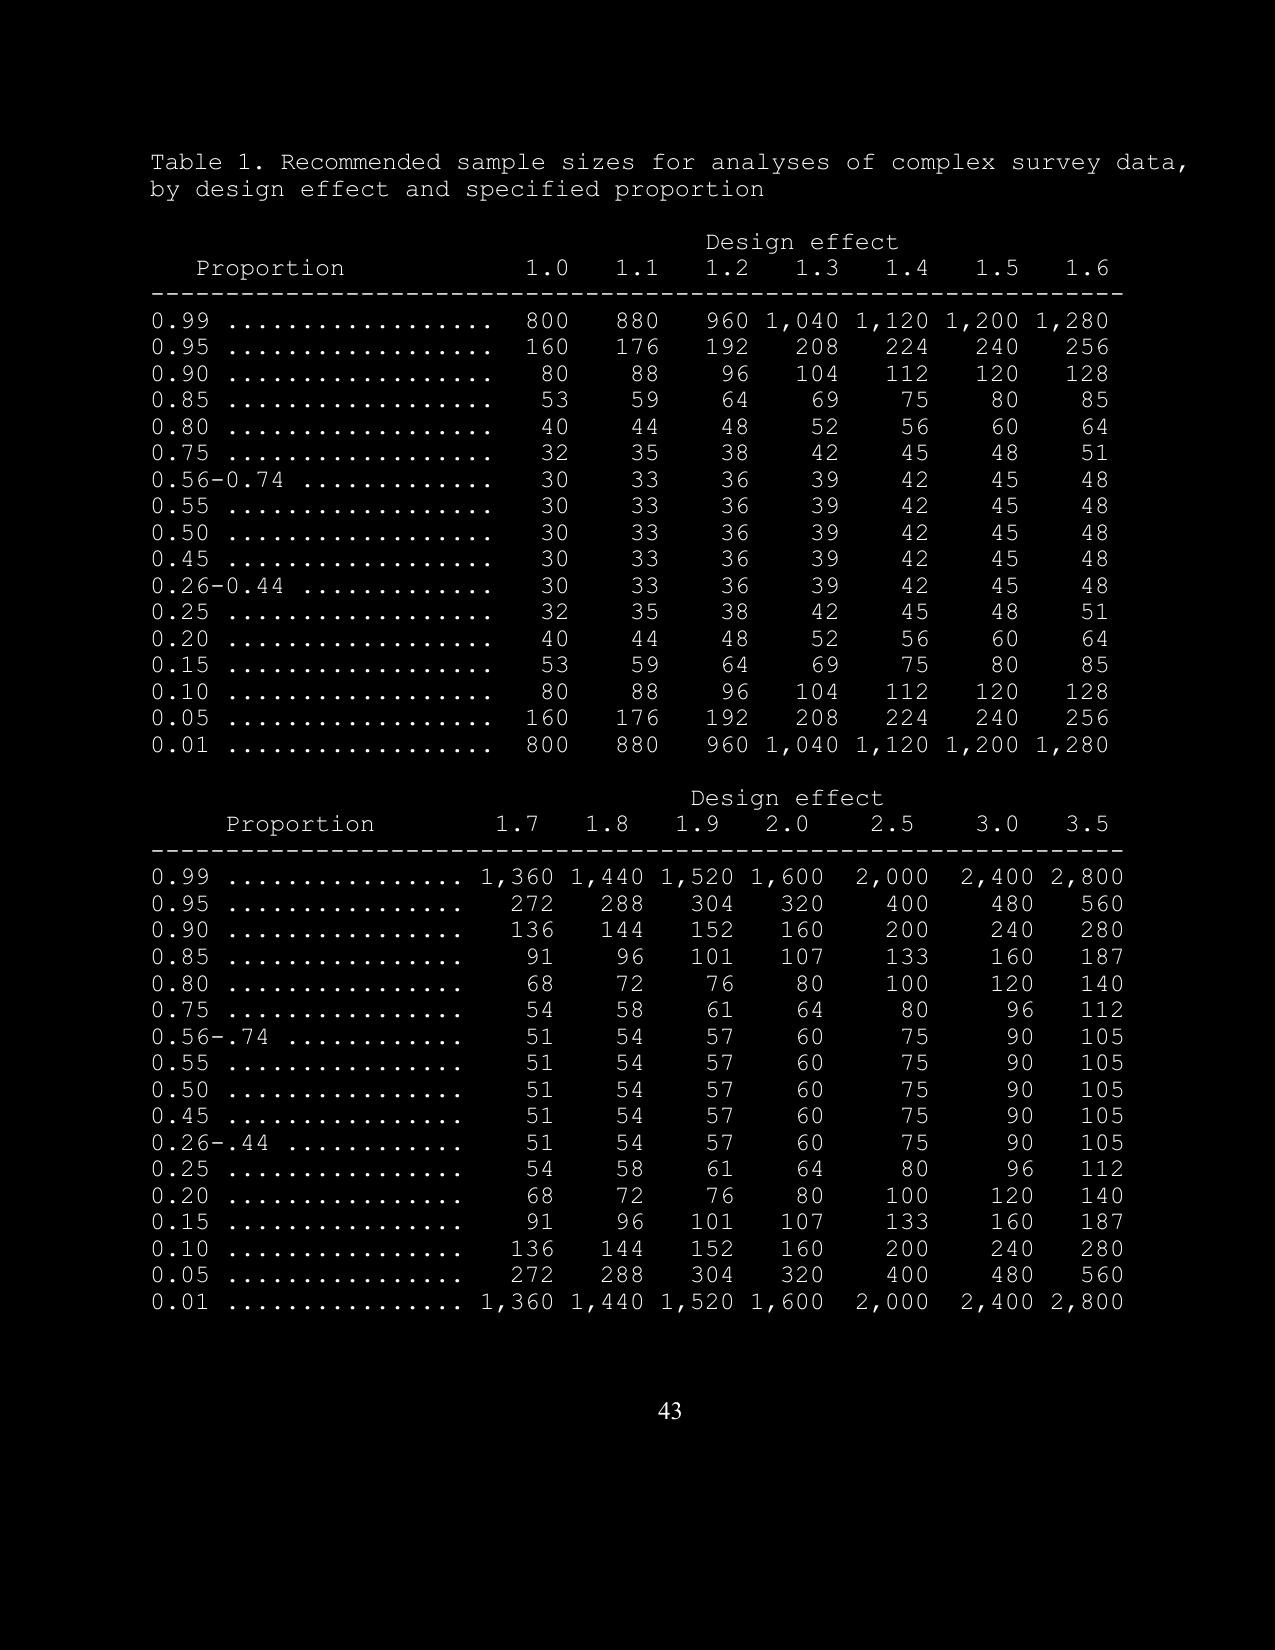 Table 1. Recommended sample sizes for analyses of complex survey data,
by design effect and specified proportion
Design effect
Proportion 1.0 1.1 1.2 1.3 1.4 1.5 1.6
-----------------------------------------------------------------
0.99 .................. 800 880 960 1,040 1,120 1,200 1,280
0.95 .................. 160 176 192 208 224 240 256
0.90 .................. 80 88 96 104 112 120 128
0.85 .................. 53 59 64 69 75 80 85
0.80 .................. 40 44 48 52 56 60 64
0.75 .................. 32 35 38 42 45 48 51
0.56-0.74 ............. 30 33 36 39 42 45 48
0.55 .................. 30 33 36 39 42 45 48
0.50 .................. 30 33 36 39 42 45 48
0.45 .................. 30 33 36 39 42 45 48
0.26-0.44 ............. 30 33 36 39 42 45 48
0.25 .................. 32 35 38 42 45 48 51
0.20 .................. 40 44 48 52 56 60 64
0.15 .................. 53 59 64 69 75 80 85
0.10 .................. 80 88 96 104 112 120 128
0.05 .................. 160 176 192 208 224 240 256
0.01 .................. 800 880 960 1,040 1,120 1,200 1,280
Design effect
Proportion 1.7 1.8 1.9 2.0 2.5 3.0 3.5
-----------------------------------------------------------------
0.99 ................ 1,360 1,440 1,520 1,600 2,000 2,400 2,800
0.95 ................ 272 288 304 320 400 480 560
0.90 ................ 136 144 152 160 200 240 280
0.85 ................ 91 96 101 107 133 160 187
0.80 ................ 68 72 76 80 100 120 140
0.75 ................ 54 58 61 64 80 96 112
0.56-.74 ............ 51 54 57 60 75 90 105
0.55 ................ 51 54 57 60 75 90 105
0.50 ................ 51 54 57 60 75 90 105
0.45 ................ 51 54 57 60 75 90 105
0.26-.44 ............ 51 54 57 60 75 90 105
0.25 ................ 54 58 61 64 80 96 112
0.20 ................ 68 72 76 80 100 120 140
0.15 ................ 91 96 101 107 133 160 187
0.10 ................ 136 144 152 160 200 240 280
0.05 ................ 272 288 304 320 400 480 560
0.01 ................ 1,360 1,440 1,520 1,600 2,000 2,400 2,800
43